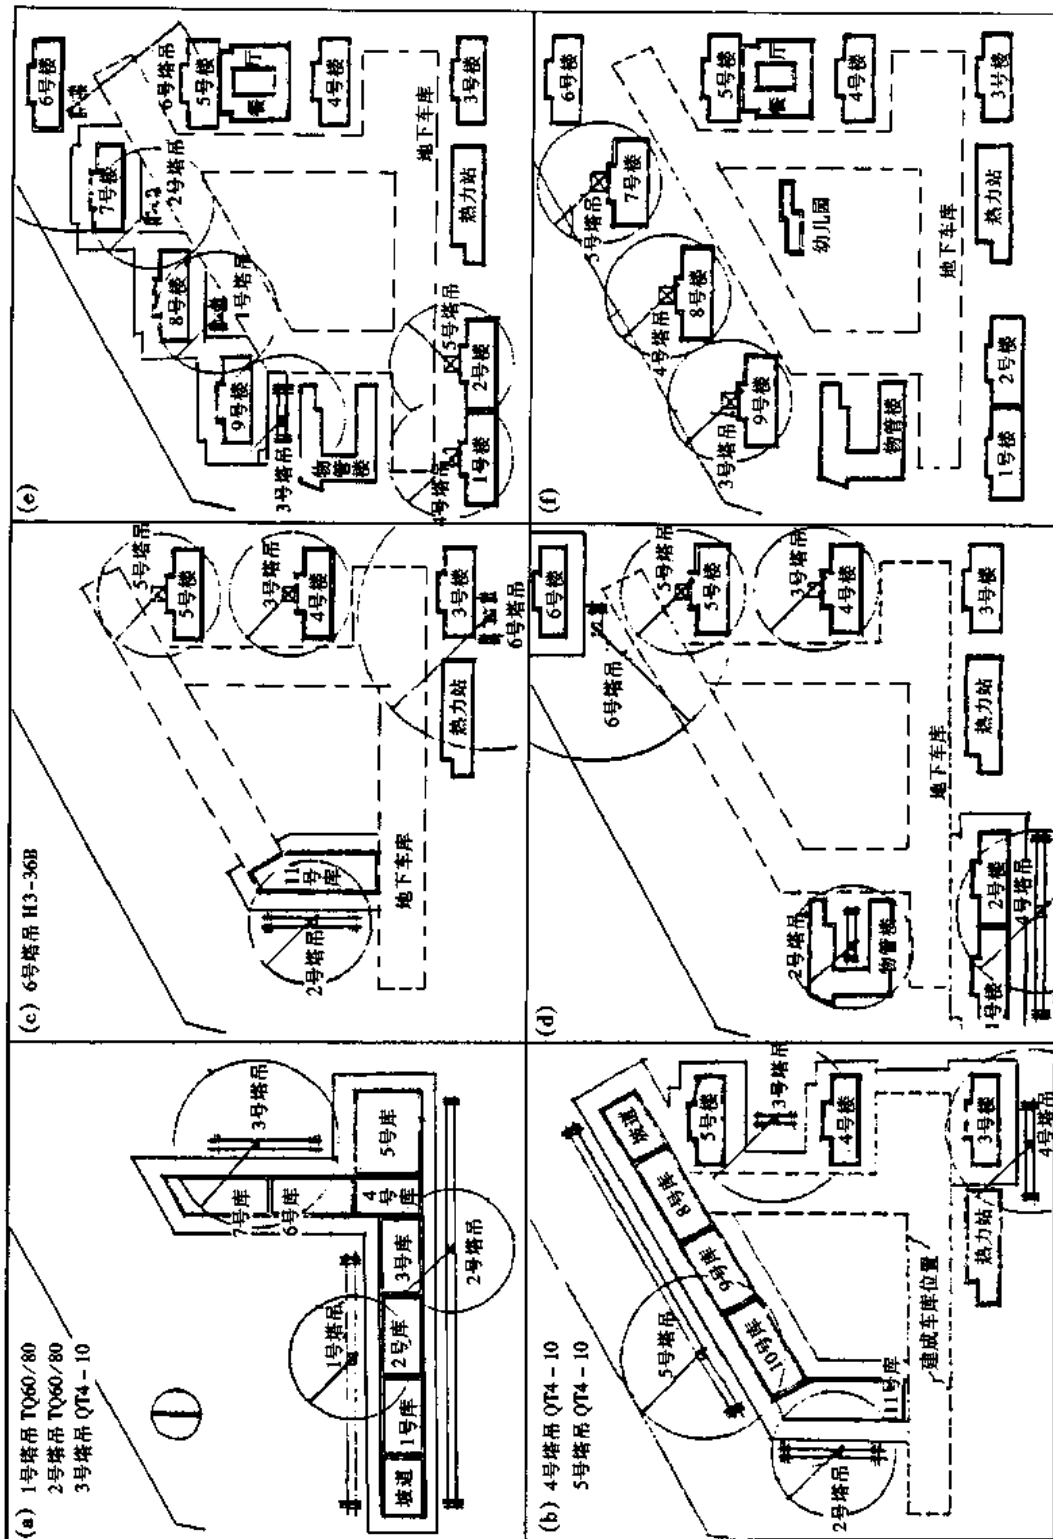 (a) 1号塔吊 TQ60/80
2号塔吊 TQ60/80
3号塔吊 QT4-10
3号塔吊
1号塔吊
2号塔吊
7号库
6号库
5号库
4号库
3号库
2号库
1号库
坡道
(b) 4号塔吊 QT4-10
5号塔吊 QT4-10
5号塔吊
坡道
8号库
9号库
10号库
11号库
2号塔吊
5号楼
3号塔吊
4号楼
3号楼
4号塔吊
热力站
建成车库位置
(c) 6号塔吊 H3-36B
5号塔吊
5号楼
3号塔吊
4号楼
3号楼
6号塔吊
热力站
11号库
2号塔吊
地下车库
(d)
6号楼
6号塔吊
5号塔吊
5号楼
3号塔吊
4号楼
3号楼
热力站
地下车库
2号塔吊
物管楼
1号楼
2号楼
4号塔吊
(e)
6号楼
6号塔吊
5号楼
餐厅
4号楼
3号楼
7号楼
2号塔吊
8号楼
1号塔吊
9号楼
3号塔吊
物管楼
地下车库
热力站
5号塔吊
2号楼
4号塔吊
1号楼
(f)
6号楼
5号楼
餐厅
4号楼
3号楼
7号楼
5号塔吊
8号楼
4号塔吊
9号楼
3号塔吊
幼儿园
物管楼
地下车库
热力站
2号楼
1号楼